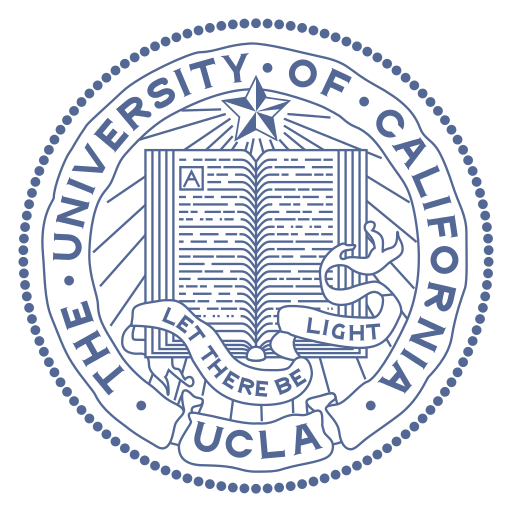 THE · UNIVERSITY · OF · CALIFORNIA
A
LET THERE BE
LIGHT
UCLA